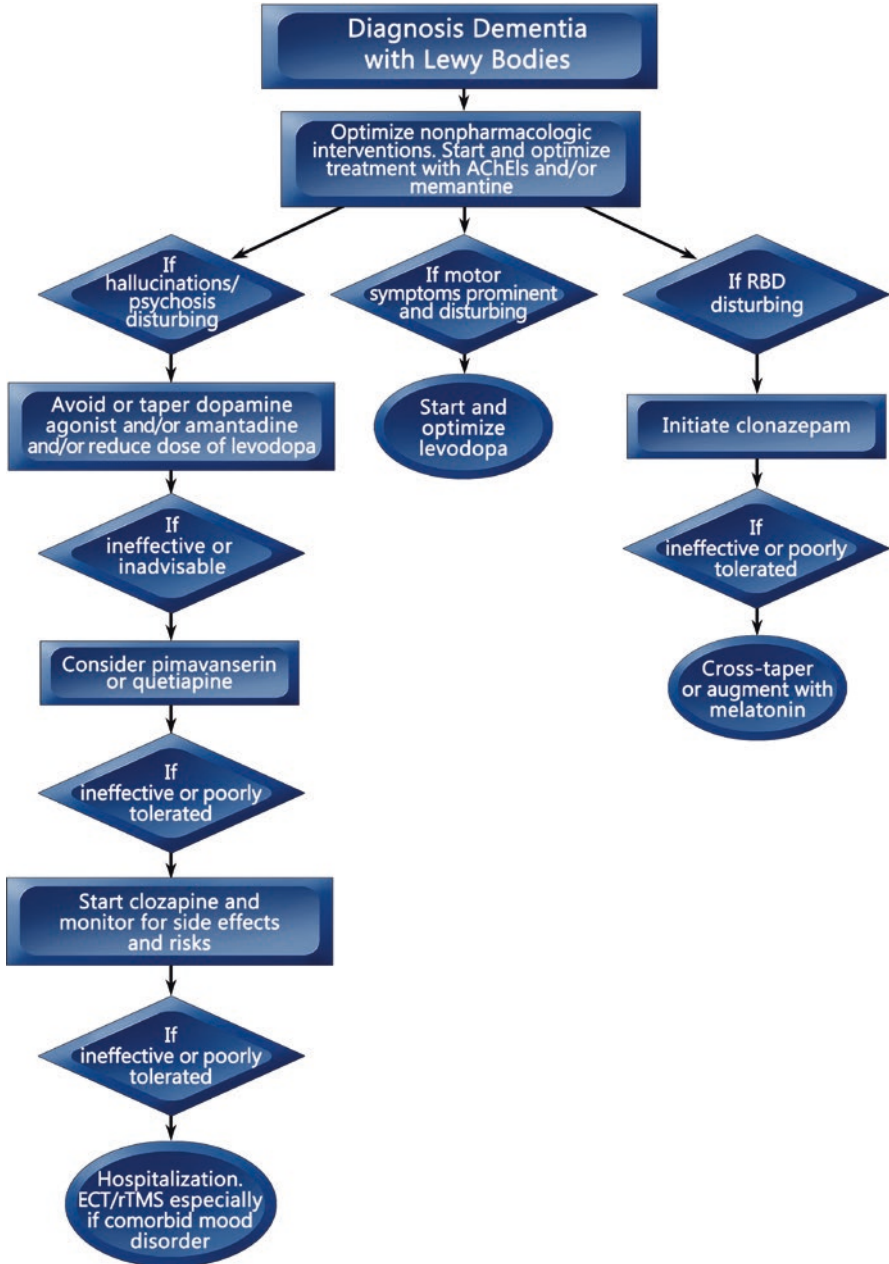 Diagnosis Dementia
with Lewy Bodies
Optimize nonpharmacologic
interventions. Start and optimize
treatment with AChEIs and/or
memantine
If
hallucinations/
psychosis
disturbing
If motor
symptoms prominent
and disturbing
If RBD
disturbing
Avoid or taper dopamine
agonist and/or amantadine
and/or reduce dose of levodopa
Start and
optimize
levodopa
Initiate clonazepam
If
ineffective or
inadvisable
If
ineffective or poorly
tolerated
Consider pimavanserin
or quetiapine
Cross-taper
or augment with
melatonin
If
ineffective or poorly
tolerated
Start clozapine and
monitor for side effects
and risks
If
ineffective or poorly
tolerated
Hospitalization.
ECT/rTMS especially
if comorbid mood
disorder